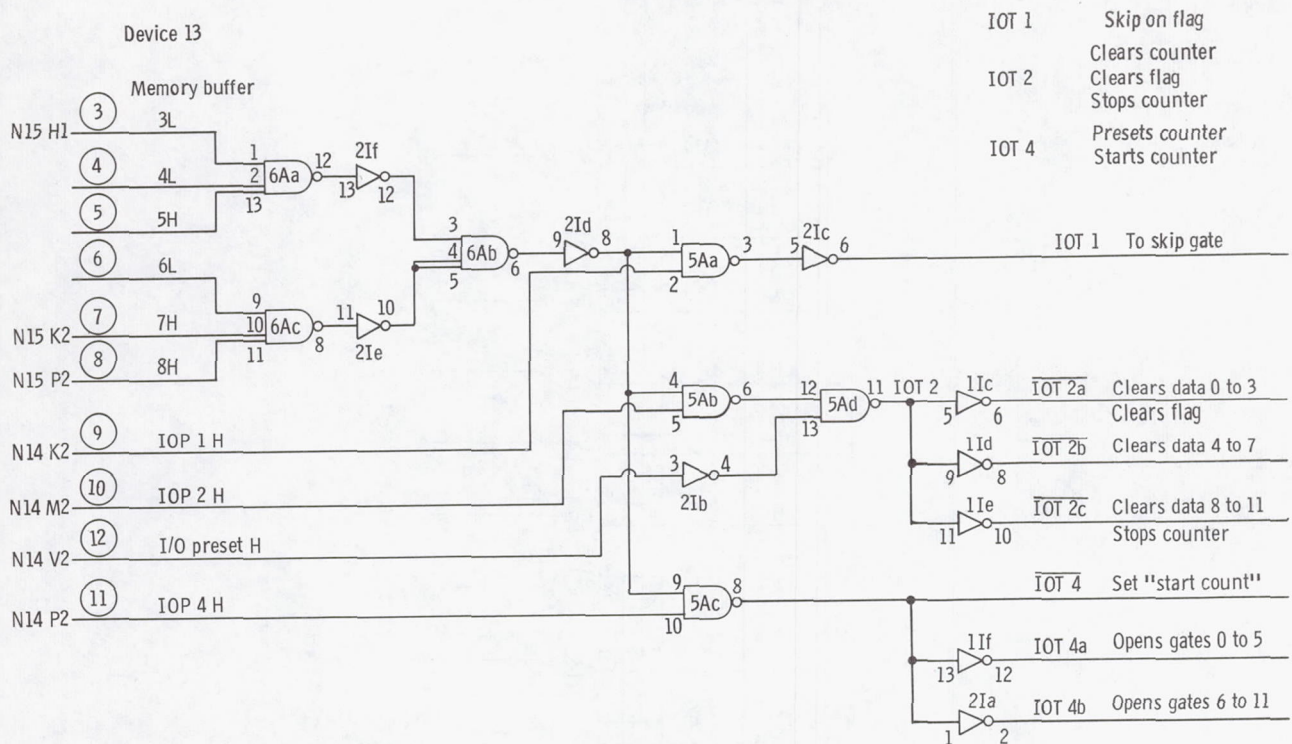 Device 13
IOT 1 Skip on flag
Clears counter
IOT 2 Clears flag
Stops counter
Presets counter
IOT 4 Starts counter
Memory buffer
3
N15 H1 3L
4
4L
5
5H
6
6L
7
N15 K2 7H
8
N15 P2 8H
9
N14 K2 IOP 1 H
10
N14 M2 IOP 2 H
12
N14 V2 I/O preset H
11
N14 P2 IOP 4 H
1 2 13 6Aa 12
2If 13 12
9 10 11 6Ac 8
11 10 2Ie
3 4 5 6Ab 6
2Id 9 8
1 2 5Aa 3
2Ic 5 6
IOT 1 To skip gate
4 5 5Ab 6
3 4 2Ib
12 13 5Ad 11 IOT 2
1Ic 5 6 IOT 2a Clears data 0 to 3
Clears flag
1Id 9 8 IOT 2b Clears data 4 to 7
1Ie 11 10 IOT 2c Clears data 8 to 11
Stops counter
9 10 5Ac 8
IOT 4 Set "start count"
1If 13 12 IOT 4a Opens gates 0 to 5
2Ia 1 2 IOT 4b Opens gates 6 to 11